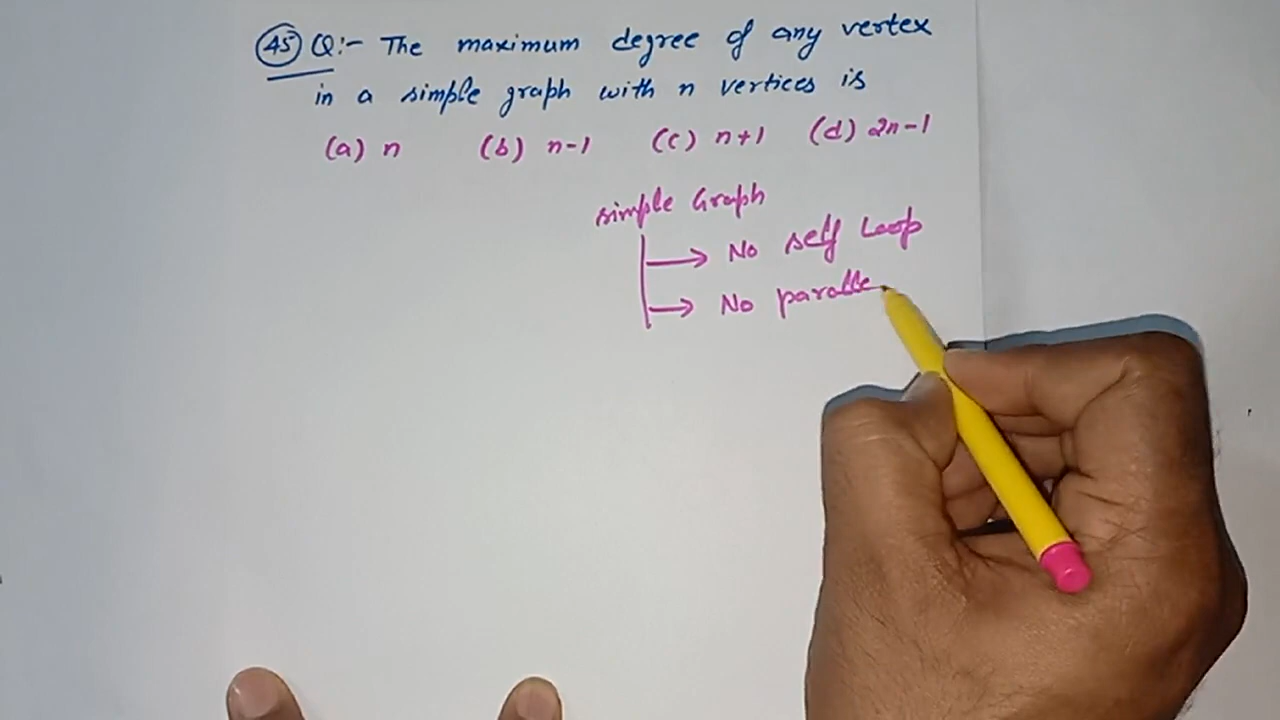 45 Q:- The maximum degree of any vertex
in a simple graph with n vertices is
(a) n (b) n-1 (c) n+1 (d) 2n-1
simple Graph
→ No self Loop
→ No paralle